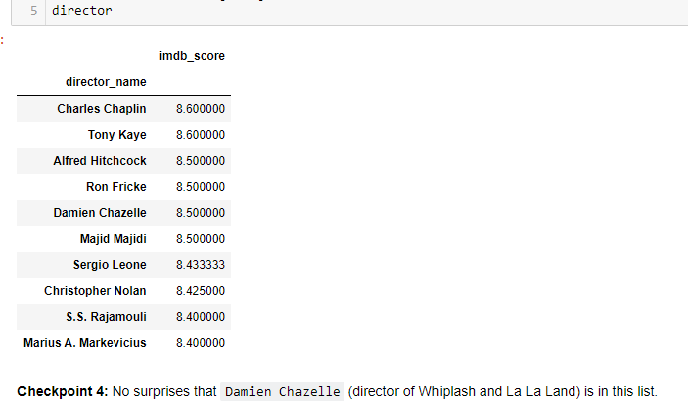 5 director
:
imdb_score
director_name
Charles Chaplin 8.600000
Tony Kaye 8.600000
Alfred Hitchcock 8.500000
Ron Fricke 8.500000
Damien Chazelle 8.500000
Majid Majidi 8.500000
Sergio Leone 8.433333
Christopher Nolan 8.425000
S.S. Rajamouli 8.400000
Marius A. Markevicius 8.400000
Checkpoint 4: No surprises that Damien Chazelle (director of Whiplash and La La Land) is in this list.